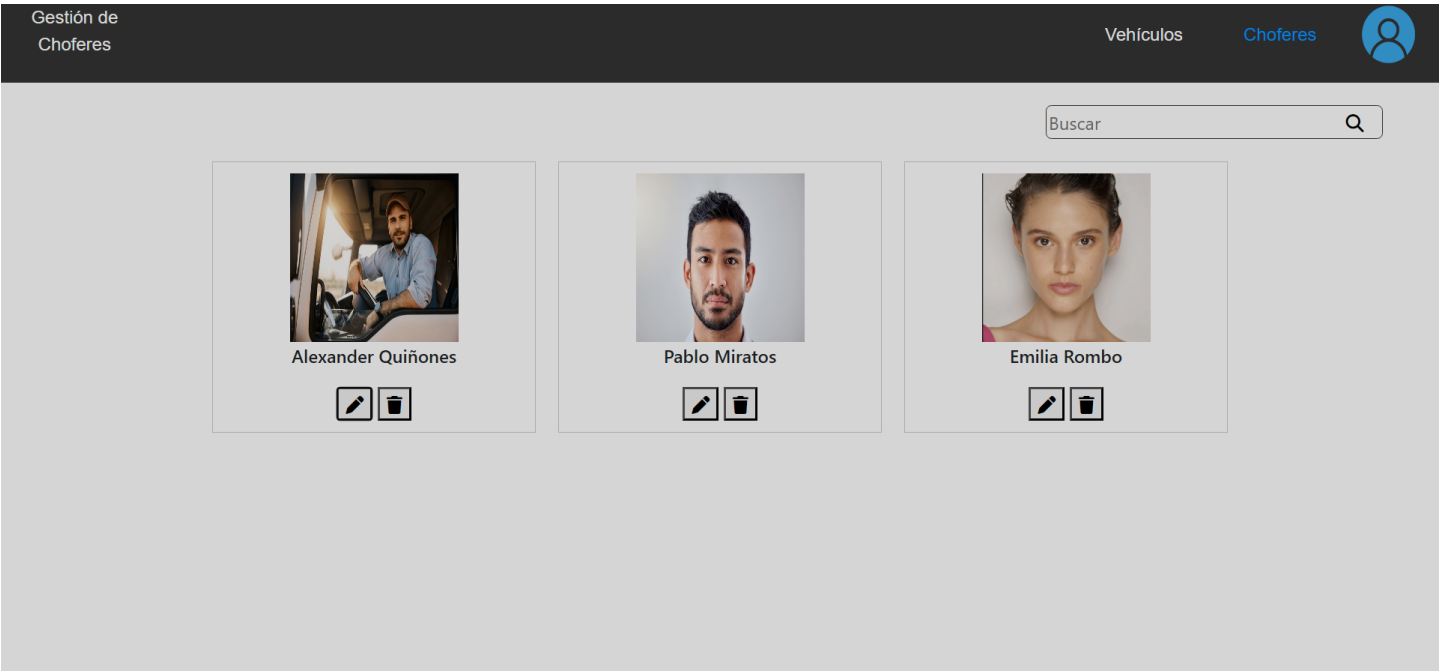 Gestión de
Choferes
Vehículos
Choferes
Buscar
Alexander Quiñones
Pablo Miratos
Emilia Rombo